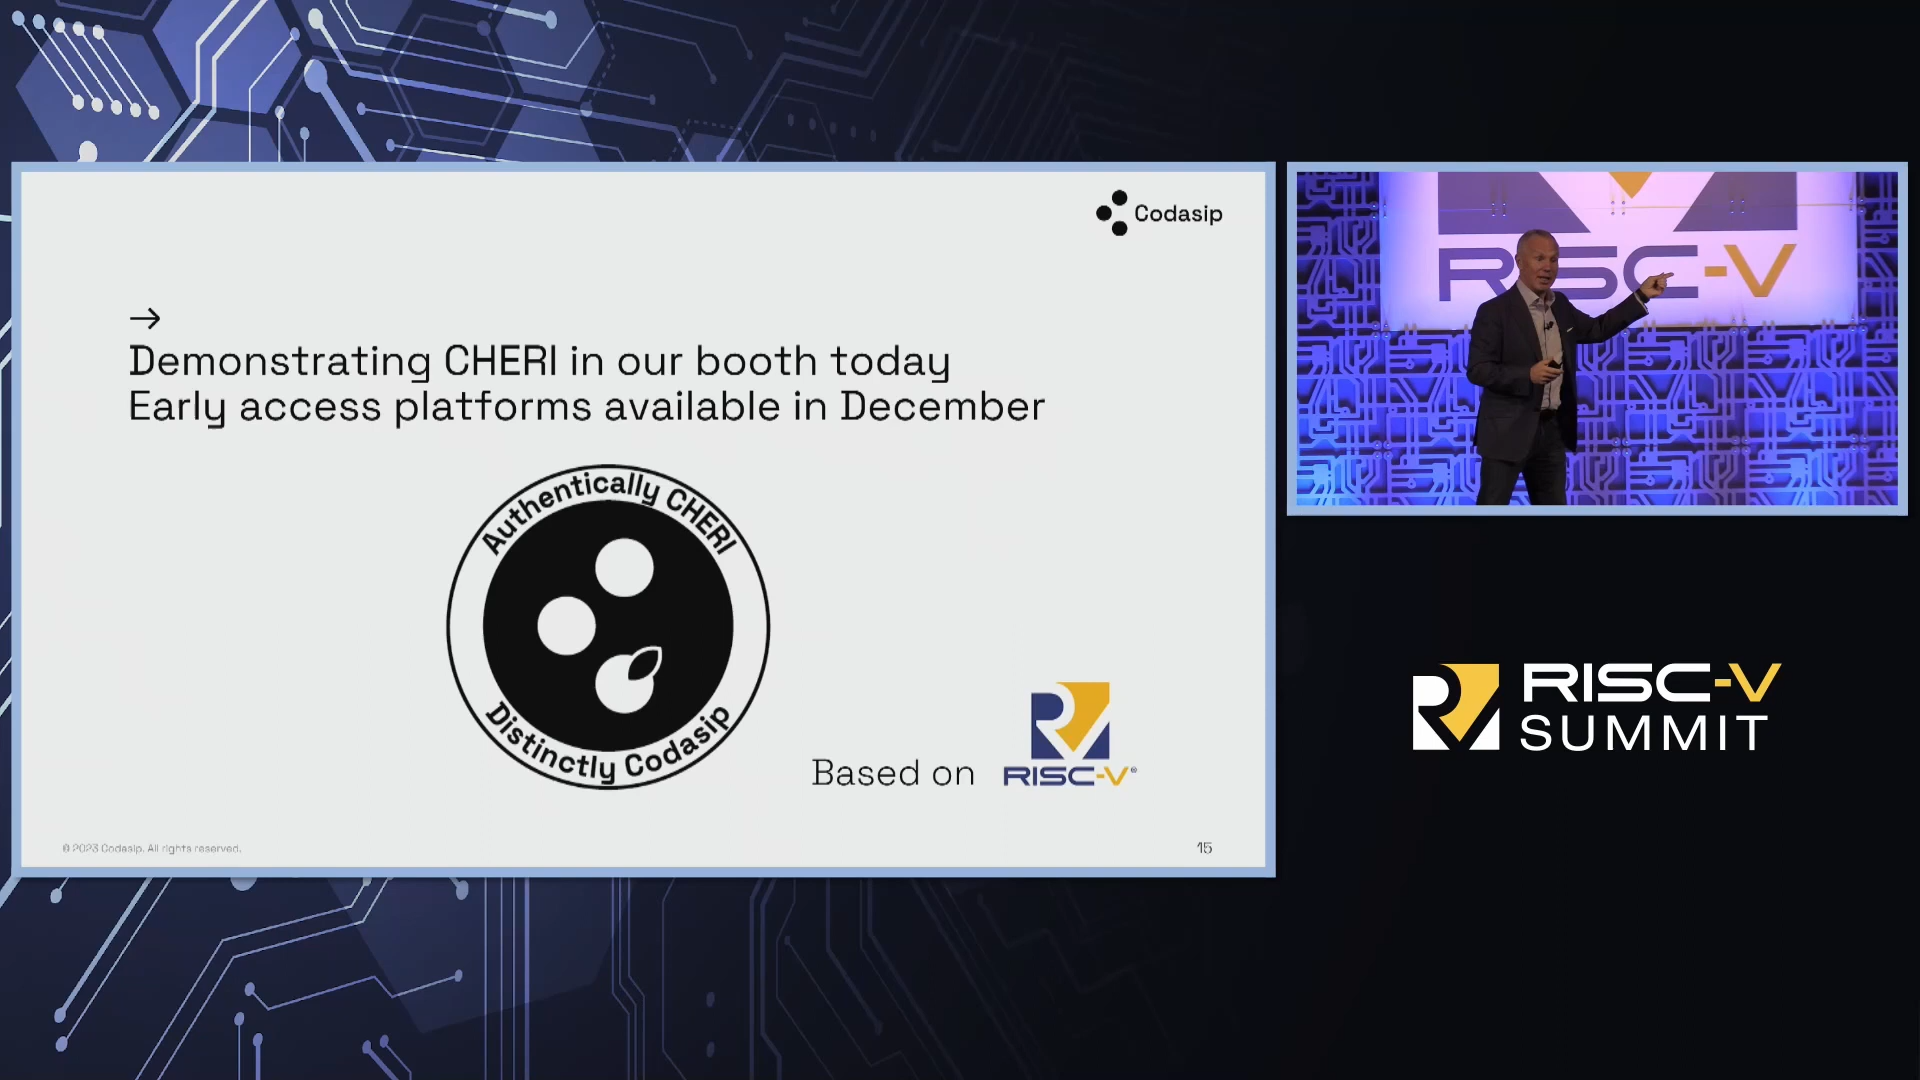 Codasip
→
Demonstrating CHERI in our booth today
Early access platforms available in December
Authentically CHERI
Distinctly Codasip
Based on
RISC-V®
© 2023 Codasip. All rights reserved.
15
RISC-V
RISC-V
SUMMIT